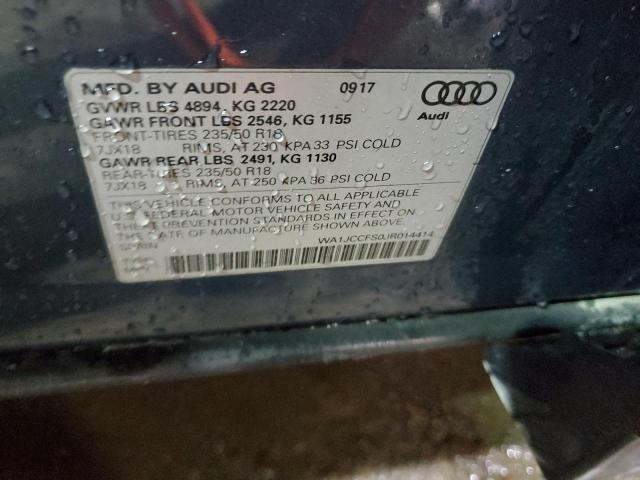 MFD. BY AUDI AG 0917
GVWR LBS 4894, KG 2220
GAWR FRONT LBS 2546, KG 1155
FRONT-TIRES 235/50 R18
7JX18 RIMS, AT 230 KPA 33 PSI COLD
GAWR REAR LBS 2491, KG 1130
REAR-TIRES 235/50 R18
7JX18 RIMS, AT 250 KPA 36 PSI COLD
Audi
THIS VEHICLE CONFORMS TO ALL APPLICABLE
U.S. FEDERAL MOTOR VEHICLE SAFETY AND
THEFT PREVENTION STANDARDS IN EFFECT ON
THE DATE OF MANUFACTURE SHOWN ABOVE.
SPAIN WA1JCCFS0JR014414
TYPE:
MPV